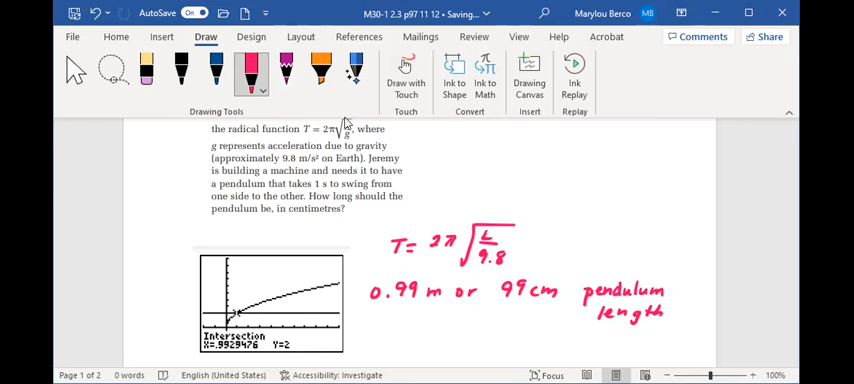 AutoSave On M30-1 2.3 p97 11 12 - Saving... Marylou Berco MB
File Home Insert Draw Design Layout References Mailings Review View Help Acrobat Comments
Draw with Touch Ink to Shape Ink to Math Drawing Canvas Ink Replay
Drawing Tools Touch Convert Insert Replay
the radical function T = 2π√ g, where
g represents acceleration due to gravity
(approximately 9.8 m/s² on Earth). Jeremy
is building a machine and needs it to have
a pendulum that takes 1 s to swing from
one side to the other. How long should the
pendulum be, in centimetres?
T = 2π √(L/9.8)
0.99 m or 99 cm pendulum
length
Intersection
X=.9929476 Y=2
Page 1 of 2 0 words English (United States) Accessibility: Investigate Focus 100%